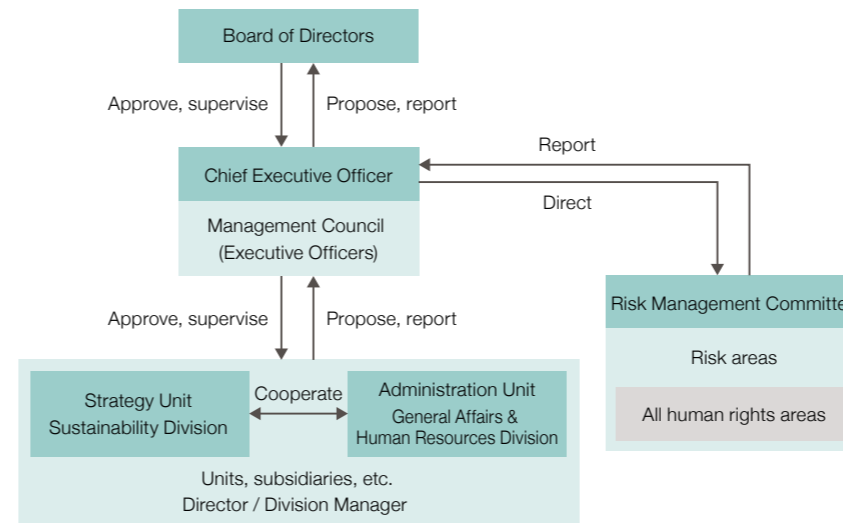 Board of Directors
Approve, supervise
Propose, report
Chief Executive Officer
Management Council
(Executive Officers)
Report
Direct
Approve, supervise
Propose, report
Risk Management Committe
Risk areas
All human rights areas
Strategy Unit
Sustainability Division
Cooperate
Administration Unit
General Affairs &
Human Resources Division
Units, subsidiaries, etc.
Director / Division Manager